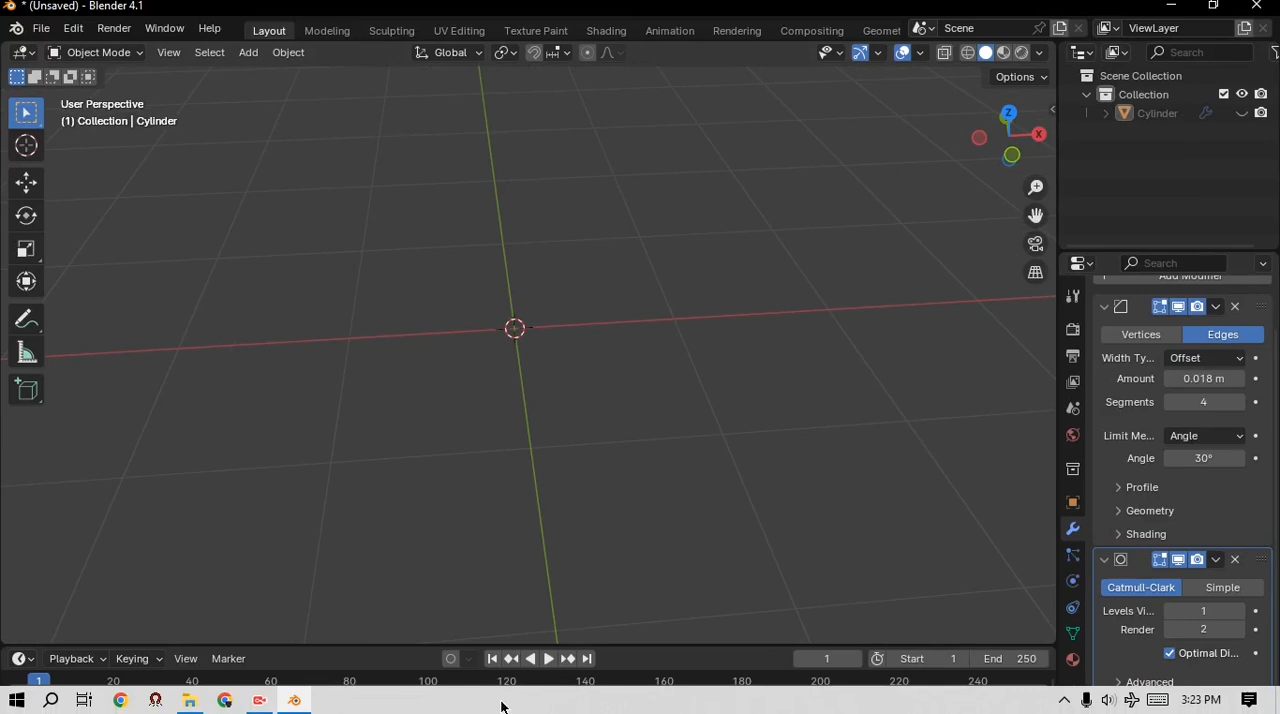 * (Unsaved) - Blender 4.1
File Edit Render Window Help Layout Modeling Sculpting UV Editing Texture Paint Shading Animation Rendering Compositing Geomet Scene ViewLayer
Object Mode View Select Add Object Global Search
Options
Scene Collection
Collection
Cylinder
User Perspective
(1) Collection | Cylinder
Z
X
Search
Add Modifier
Vertices Edges
Width Ty... Offset
Amount 0.018 m
Segments 4
Limit Me... Angle
Angle 30°
Profile
Geometry
Shading
Catmull-Clark Simple
Levels Vi... 1
Render 2
Optimal Di...
Advanced
Playback Keying View Marker 1 Start 1 End 250
1 20 40 60 80 100 120 140 160 180 200 220 240
3:23 PM